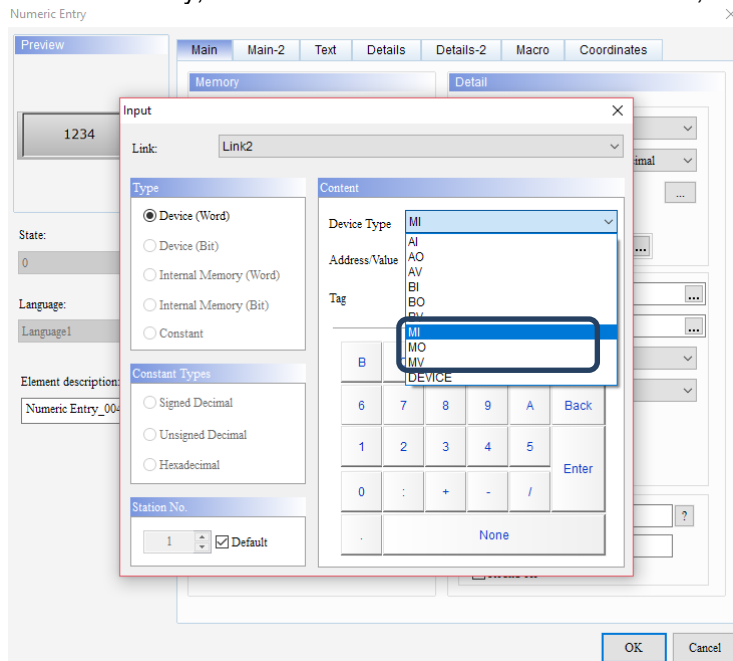 Numeric Entry
Preview
Main Main-2 Text Details Details-2 Macro Coordinates
Memory
Detail
1234
Input
Link: Link2
Type
Content
Device (Word)
Device (Bit)
Internal Memory (Word)
Internal Memory (Bit)
Constant
Device Type MI
Address/Value
Tag
AI
AO
AV
BI
BO
MI
MO
MV
DEVICE
State:
0
Language:
Language1
Element description:
Numeric Entry_004
Constant Types
Signed Decimal
Unsigned Decimal
Hexadecimal
Station No.
1 Default
B
6 7 8 9 A Back
1 2 3 4 5
Enter
0 : + - /
. None
...
...
...
...
?
OK Cancel